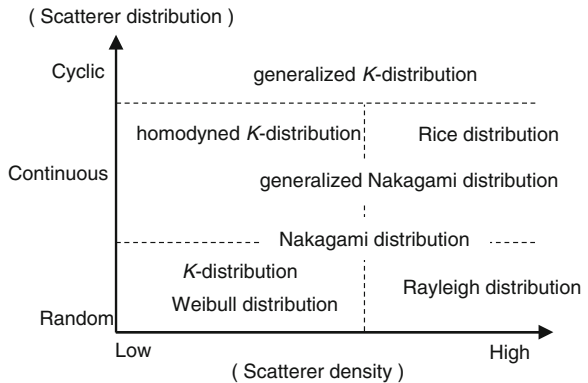 ( Scatterer distribution )
Cyclic
generalized K-distribution
homodyned K-distribution
Rice distribution
Continuous
generalized Nakagami distribution
Nakagami distribution
K-distribution
Weibull distribution
Rayleigh distribution
Random
Low
High
( Scatterer density )